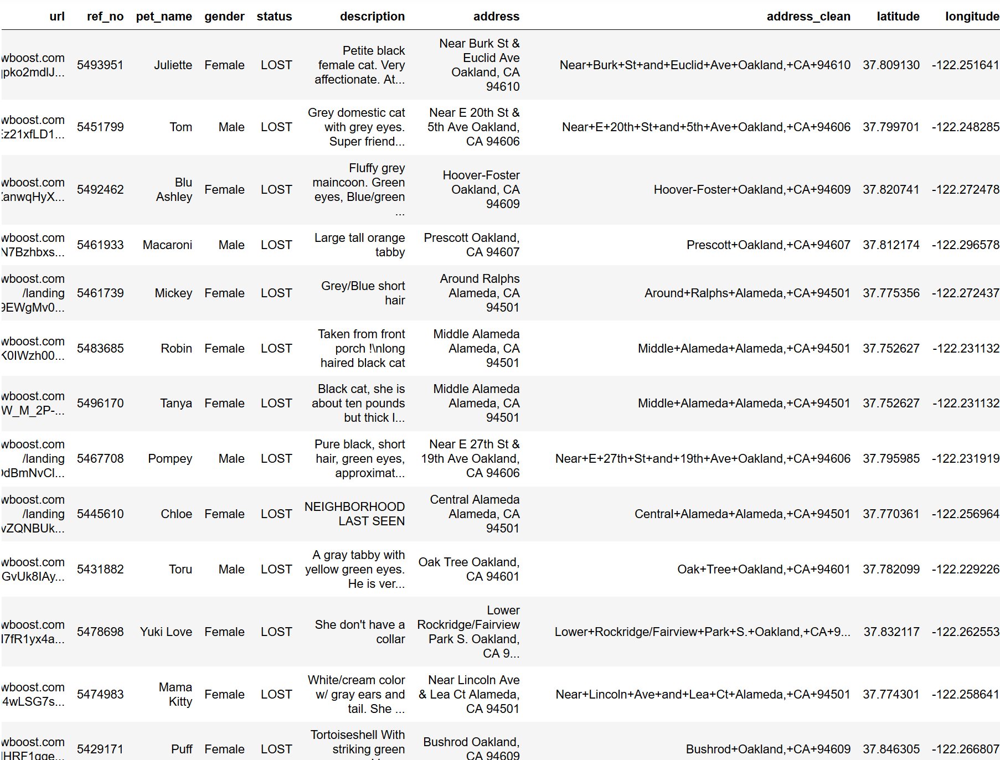 url ref_no pet_name gender status description address address_clean latitude longitude
wboost.com
pko2mdlJ...
5493951
Juliette
Female
LOST
Petite black
female cat. Very
affectionate. At...
Near Burk St &
Euclid Ave
Oakland, CA
94610
Near+Burk+St+and+Euclid+Ave+Oakland,+CA+94610
37.809130
-122.251641
wboost.com
z21xfLD1...
5451799
Tom
Male
LOST
Grey domestic cat
with grey eyes.
Super friend...
Near E 20th St &
5th Ave Oakland,
CA 94606
Near+E+20th+St+and+5th+Ave+Oakland,+CA+94606
37.799701
-122.248285
wboost.com
anwqHyX...
5492462
Blu
Ashley
Female
LOST
Fluffy grey
maincoon. Green
eyes, Blue/green
...
Hoover-Foster
Oakland, CA
94609
Hoover-Foster+Oakland,+CA+94609
37.820741
-122.272478
wboost.com
N7Bzhbxs...
5461933
Macaroni
Male
LOST
Large tall orange
tabby
Prescott Oakland,
CA 94607
Prescott+Oakland,+CA+94607
37.812174
-122.296578
wboost.com
/landing
9EWgMv0...
5461739
Mickey
Female
LOST
Grey/Blue short
hair
Around Ralphs
Alameda, CA
94501
Around+Ralphs+Alameda,+CA+94501
37.775356
-122.272437
wboost.com
K0IWzh00...
5483685
Robin
Female
LOST
Taken from front
porch !\nlong
haired black cat
Middle Alameda
Alameda, CA
94501
Middle+Alameda+Alameda,+CA+94501
37.752627
-122.231132
wboost.com
W_M_2P-...
5496170
Tanya
Female
LOST
Black cat, she is
about ten pounds
but thick l...
Middle Alameda
Alameda, CA
94501
Middle+Alameda+Alameda,+CA+94501
37.752627
-122.231132
wboost.com
/landing
dBmNvCl...
5467708
Pompey
Male
LOST
Pure black, short
hair, green eyes,
approximat...
Near E 27th St &
19th Ave Oakland,
CA 94606
Near+E+27th+St+and+19th+Ave+Oakland,+CA+94606
37.795985
-122.231919
wboost.com
/landing
vZQNBUk...
5445610
Chloe
Female
LOST
NEIGHBORHOOD
LAST SEEN
Central Alameda
Alameda, CA
94501
Central+Alameda+Alameda,+CA+94501
37.770361
-122.256964
wboost.com
GvUk8IAy...
5431882
Toru
Male
LOST
A gray tabby with
yellow green eyes.
He is ver...
Oak Tree Oakland,
CA 94601
Oak+Tree+Oakland,+CA+94601
37.782099
-122.229226
wboost.com
I7fR1yx4a...
5478698
Yuki Love
Female
LOST
She don't have a
collar
Lower
Rockridge/Fairview
Park S. Oakland,
CA 9...
Lower+Rockridge/Fairview+Park+S.+Oakland,+CA+9...
37.832117
-122.262553
wboost.com
4wLSG7s...
5474983
Mama
Kitty
Female
LOST
White/cream color
w/ gray ears and
tail. She ...
Near Lincoln Ave
& Lea Ct Alameda,
CA 94501
Near+Lincoln+Ave+and+Lea+Ct+Alameda,+CA+94501
37.774301
-122.258641
wboost.com
HRF1qqe...
5429171
Puff
Female
LOST
Tortoiseshell With
striking green
Bushrod Oakland,
CA 94609
Bushrod+Oakland,+CA+94609
37.846305
-122.266807